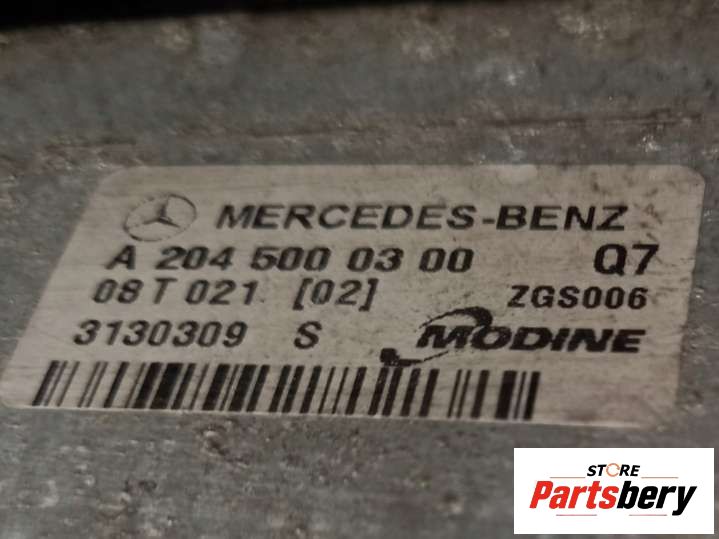 MERCEDES-BENZ
A 204 500 03 00 Q7
08 T 021 [02] ZGS006
3130309 S MODINE
STORE
Partsbery